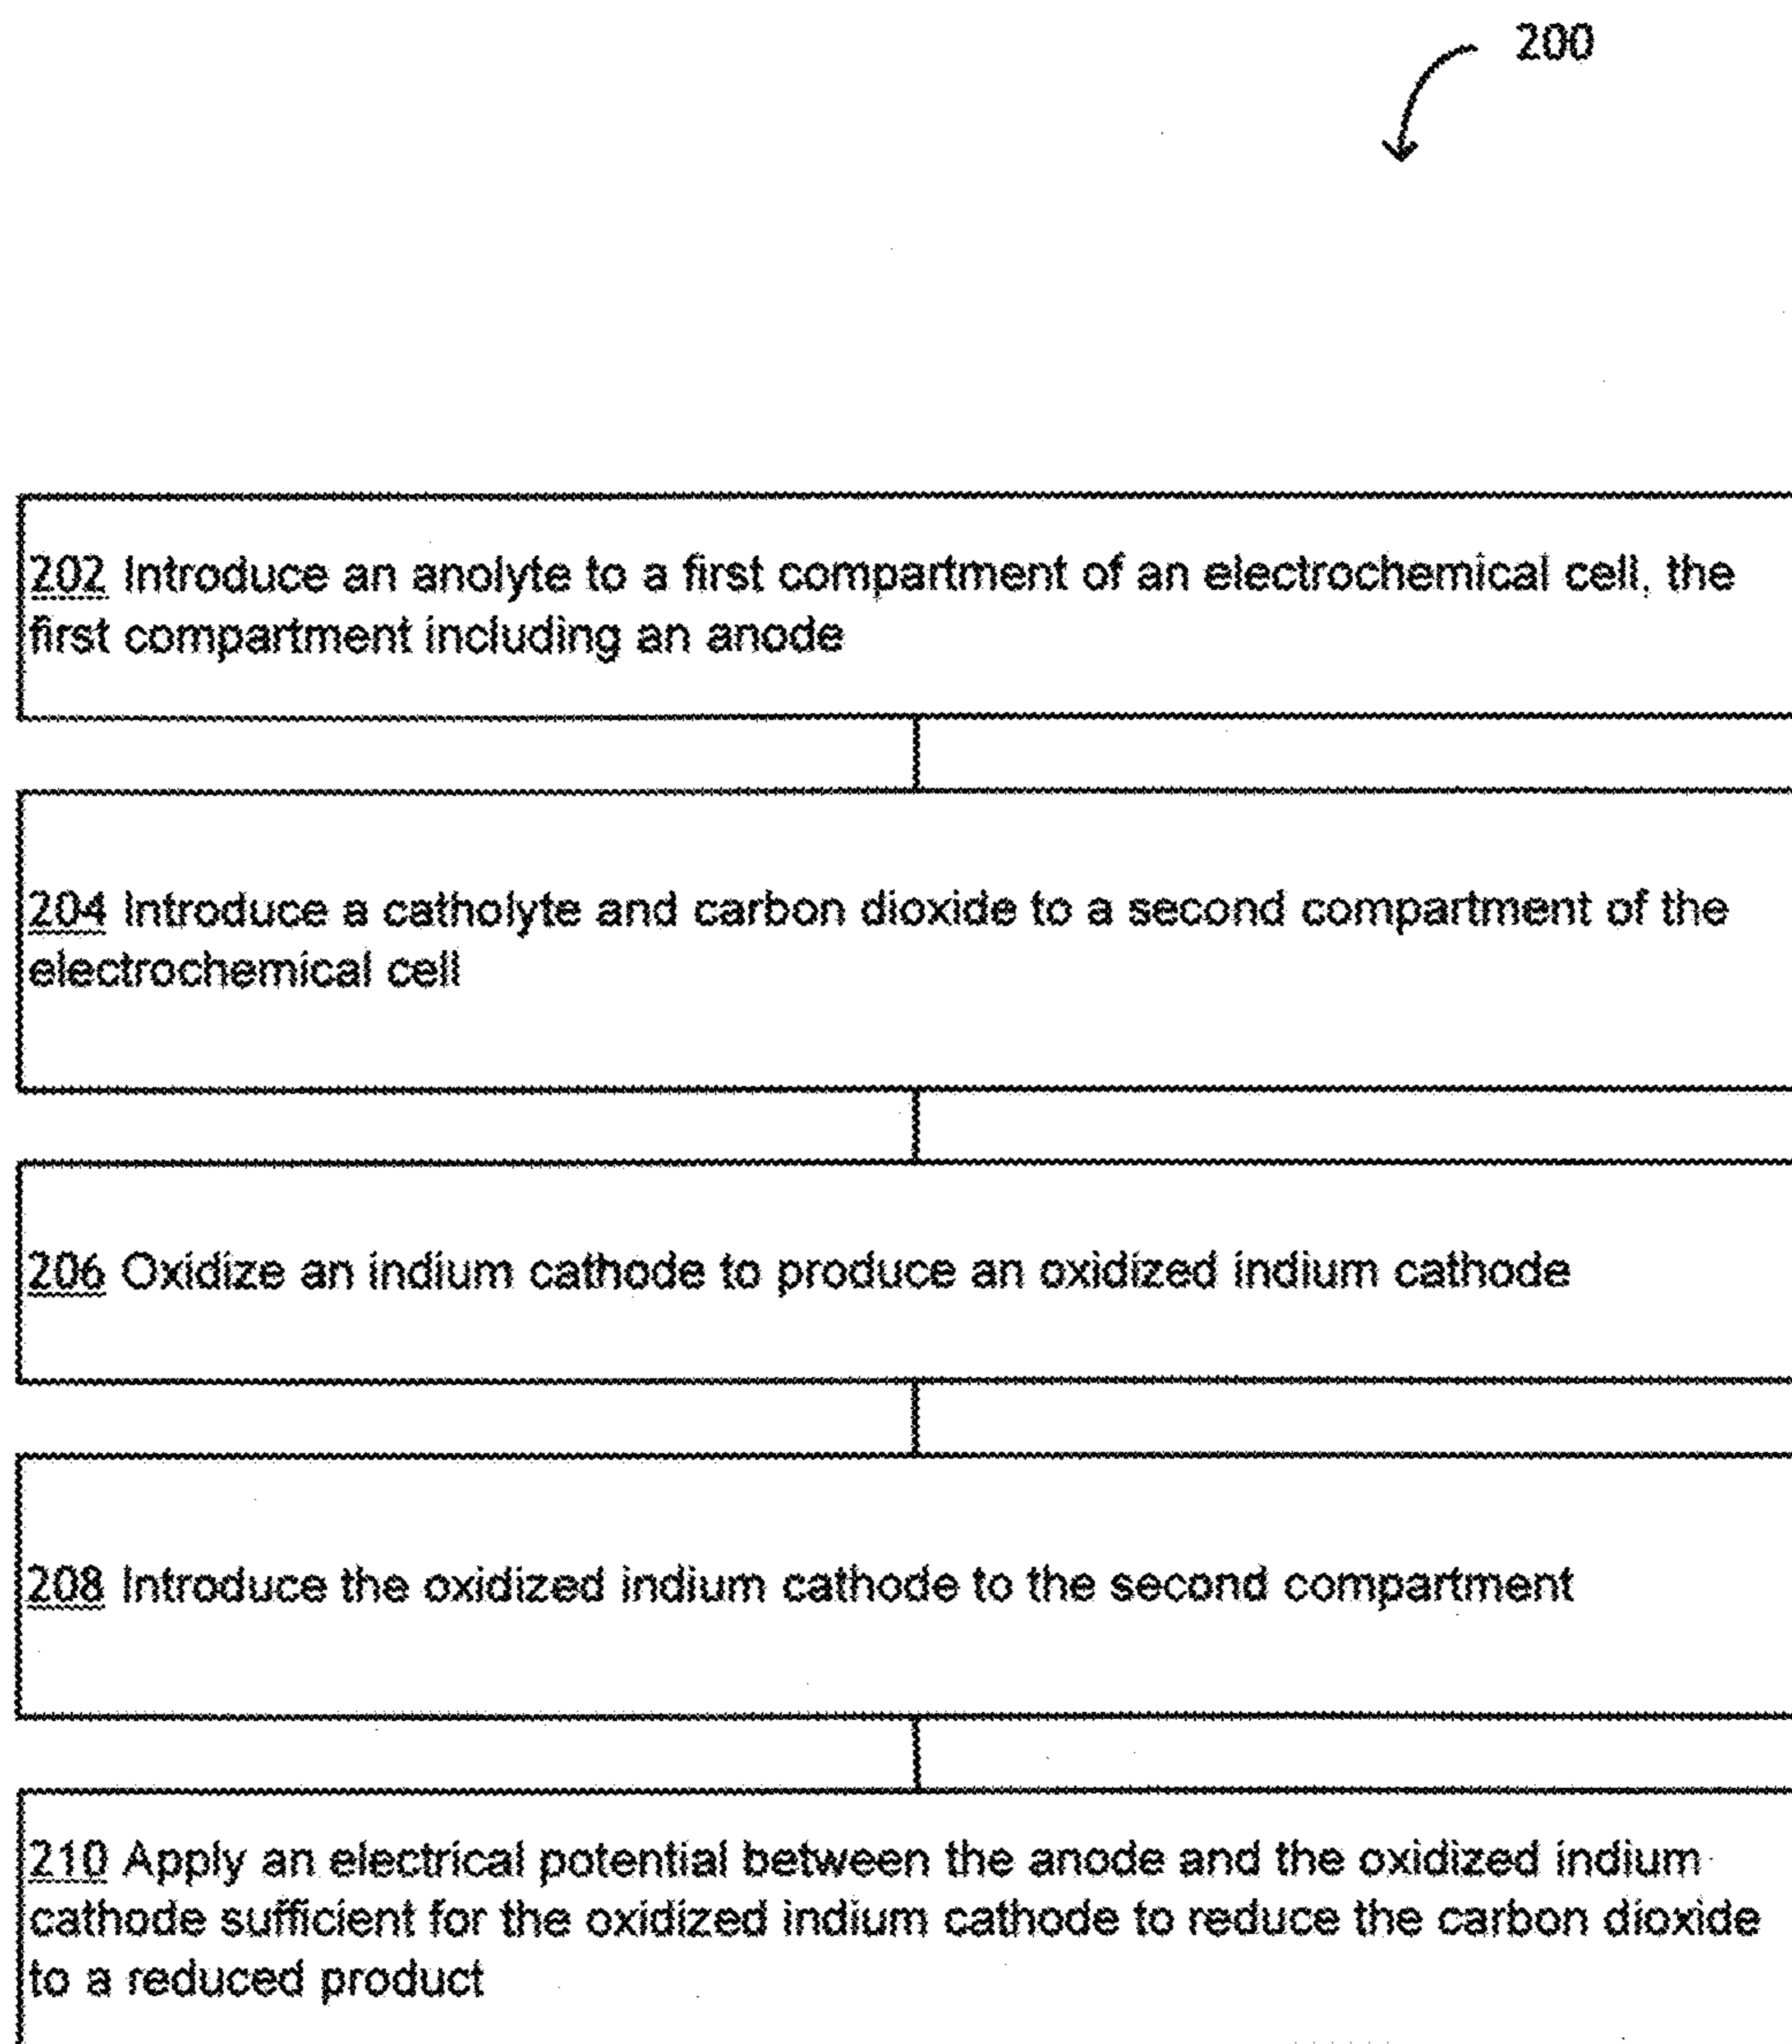 200
202 Introduce an anolyte to a first compartment of an electrochemical cell, the
first compartment including an anode
204 Introduce a catholyte and carbon dioxide to a second compartment of the
electrochemical cell
206 Oxidize an indium cathode to produce an oxidized indium cathode
208 Introduce the oxidized indium cathode to the second compartment
210 Apply an electrical potential between the anode and the oxidized indium
cathode sufficient for the oxidized indium cathode to reduce the carbon dioxide
to a reduced product